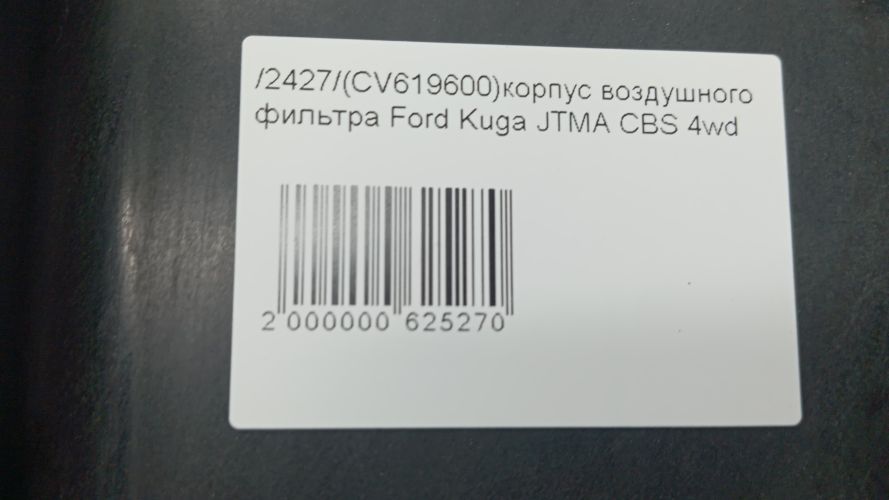 /2427/(CV619600)корпус воздушного
фильтра Ford Kuga JTMA CBS 4wd
2 000000 625270